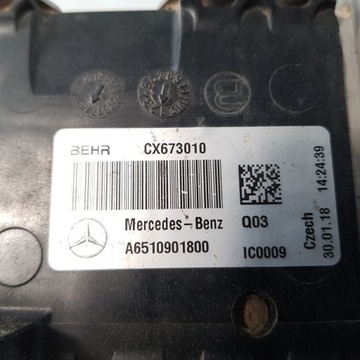 BEHR CX673010
Mercedes-Benz Q03
A6510901800 IC0009
Czech 14:24:39
30.01.18